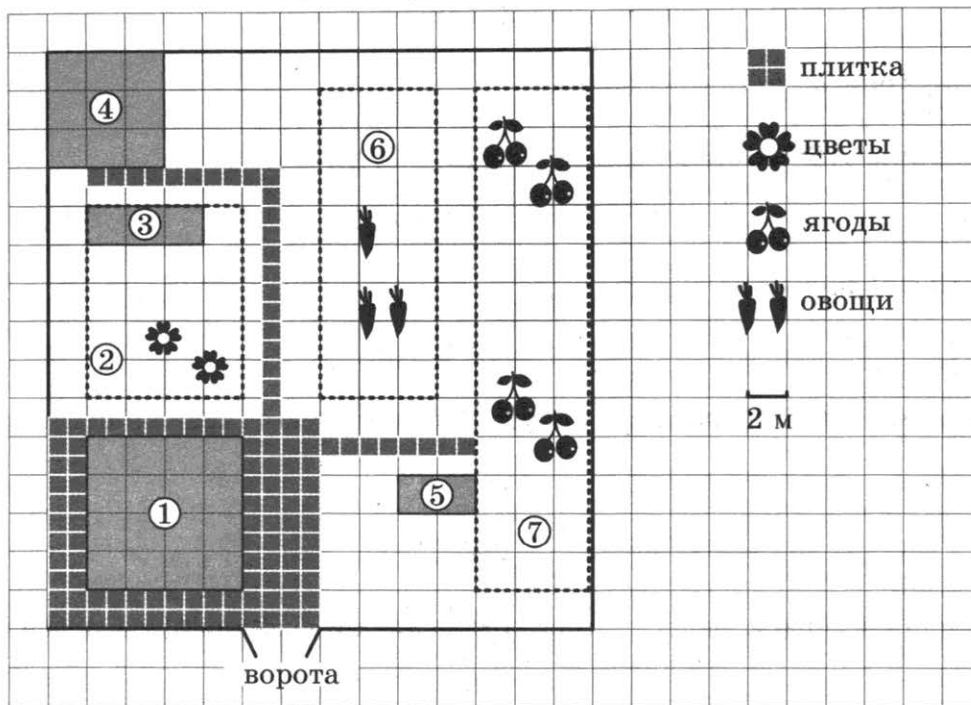 ④
⑥
плитка
цветы
③
ягоды
овощи
②
2 м
⑤
①
⑦
ворота